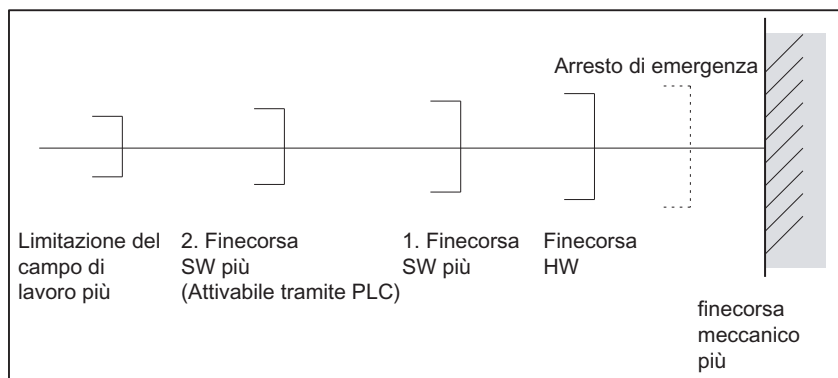 Arresto di emergenza
Limitazione del
campo di
lavoro più
2. Finecorsa
SW più
(Attivabile tramite PLC)
1. Finecorsa
SW più
Finecorsa
HW
finecorsa
meccanico
più